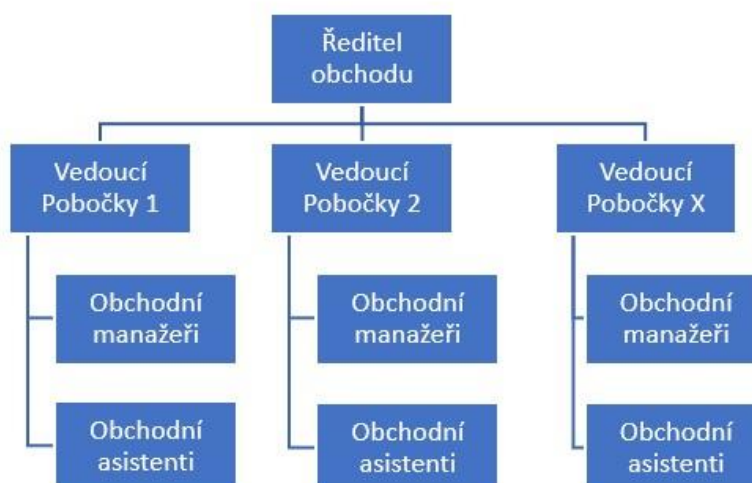 Ředitel
obchodu
Vedoucí
Pobočky 1
Vedoucí
Pobočky 2
Vedoucí
Pobočky X
Obchodní
manažeři
Obchodní
manažeři
Obchodní
manažeři
Obchodní
asistenti
Obchodní
asistenti
Obchodní
asistenti